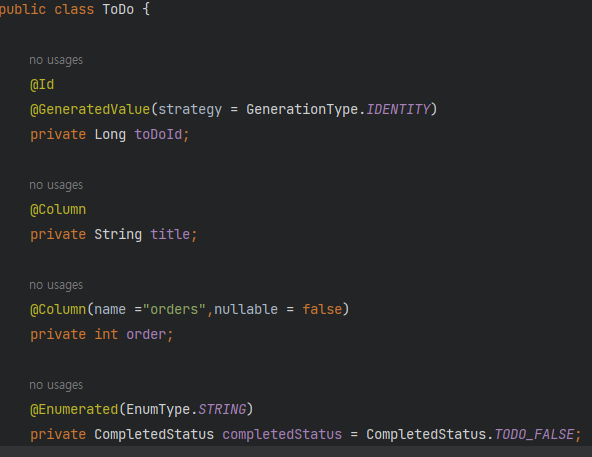 public class ToDo {
no usages
@Id
@GeneratedValue(strategy = GenerationType.IDENTITY)
private Long toDoId;
no usages
@Column
private String title;
no usages
@Column(name ="orders",nullable = false)
private int order;
no usages
@Enumerated(EnumType.STRING)
private CompletedStatus completedStatus = CompletedStatus.TODO_FALSE;